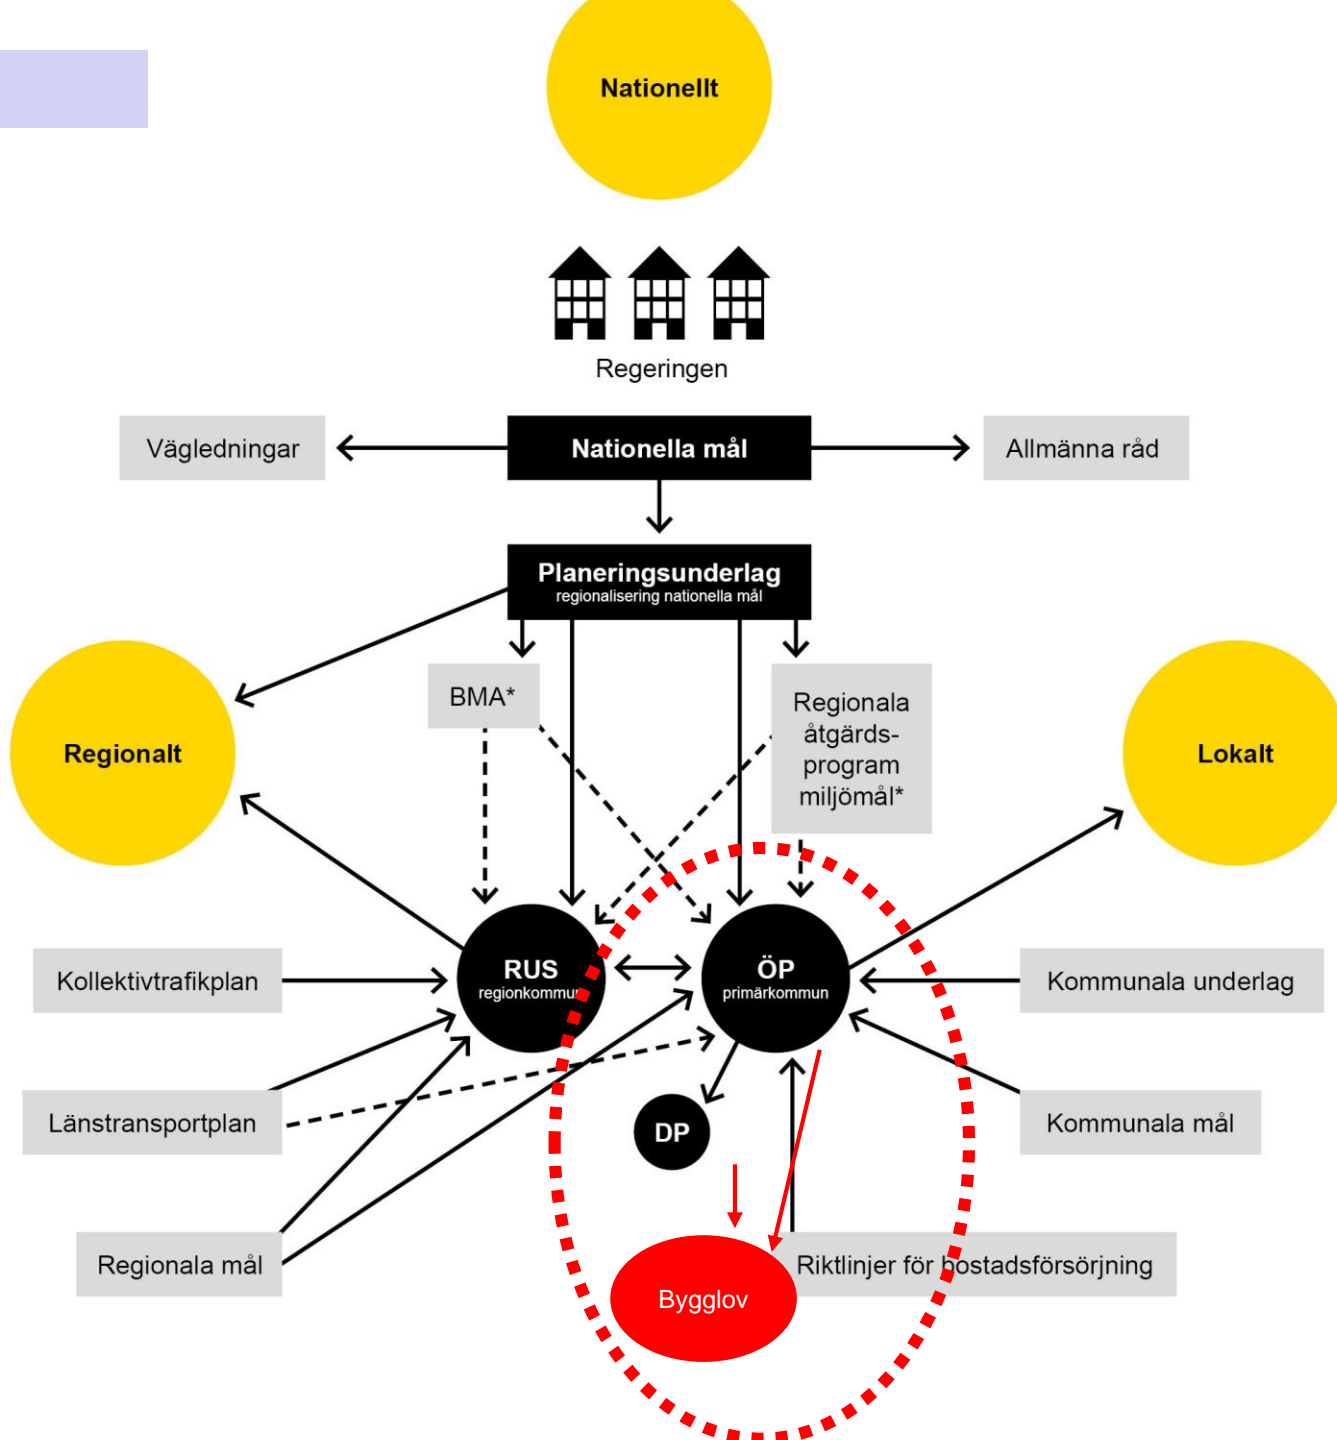 Nationellt
Regeringen
Vägledningar
Nationella mål
Allmänna råd
Planeringsunderlag
regionalisering nationella mål
BMA*
Regionala
åtgärds-
program
miljömål*
Regionalt
Lokalt
RUS
regionkommun
ÖP
primärkommun
Kollektivtrafikplan
Kommunala underlag
Länstransportplan
DP
Kommunala mål
Regionala mål
Riktlinjer för bostadsförsörjning
Bygglov